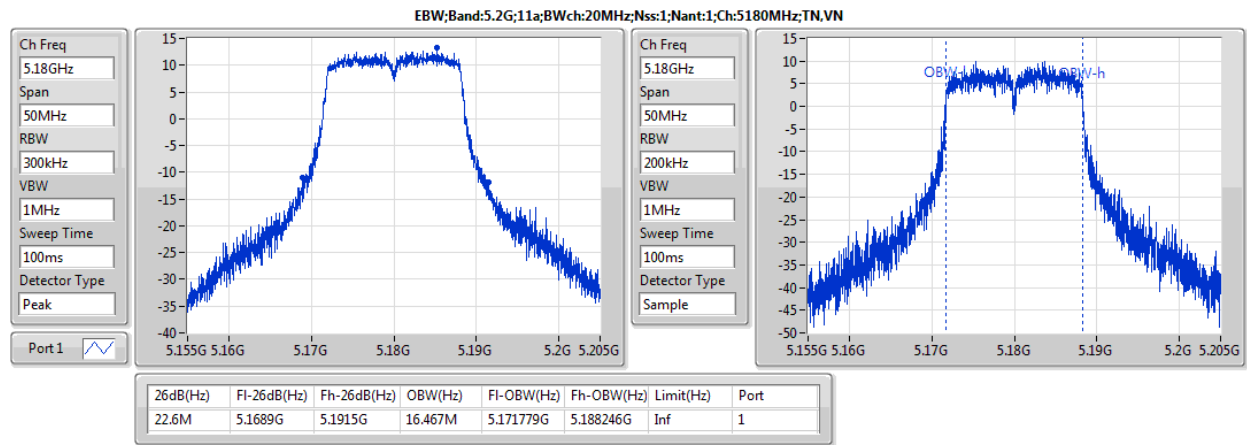 EBW;Band:5.2G;11a;BWch:20MHz;Nss:1;Nant:1;Ch:5180MHz;TN,VN
Ch Freq
5.18GHz
Span
50MHz
RBW
300kHz
VBW
1MHz
Sweep Time
100ms
Detector Type
Peak
Port 1
15
10
5
0
-5
-10
-15
-20
-25
-30
-35
-40
5.155G 5.16G 5.17G 5.18G 5.19G 5.2G 5.205G
Ch Freq
5.18GHz
Span
50MHz
RBW
200kHz
VBW
1MHz
Sweep Time
100ms
Detector Type
Sample
15
10
5
0
-5
-10
-15
-20
-25
-30
-35
-40
-45
-50
OBW-l OBW-h
5.155G 5.16G 5.17G 5.18G 5.19G 5.2G 5.205G
26dB(Hz) Fl-26dB(Hz) Fh-26dB(Hz) OBW(Hz) Fl-OBW(Hz) Fh-OBW(Hz) Limit(Hz) Port
22.6M 5.1689G 5.1915G 16.467M 5.171779G 5.188246G Inf 1